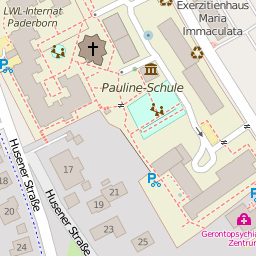 LWL-Internat
Paderborn
Exerzitienhaus
Maria
Immaculata
Pauline-Schule
Husener Straße
Husener Straße
17
19
21
23
25
20
18
24
Gerontopsychia
Zentrum